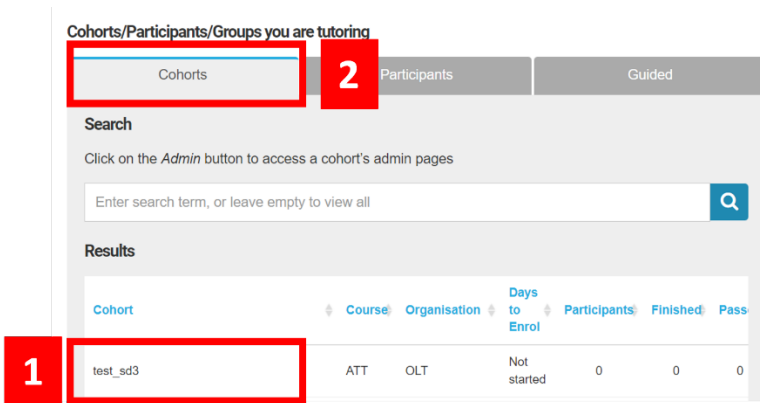 Cohorts/Participants/Groups you are tutoring
Cohorts 2 Participants Guided
Search
Click on the Admin button to access a cohort's admin pages
Enter search term, or leave empty to view all
Results
Days
Cohort Course Organisation to Participants Finished Pass
Enrol
Not
1 test_sd3 ATT OLT 0 0 0
started